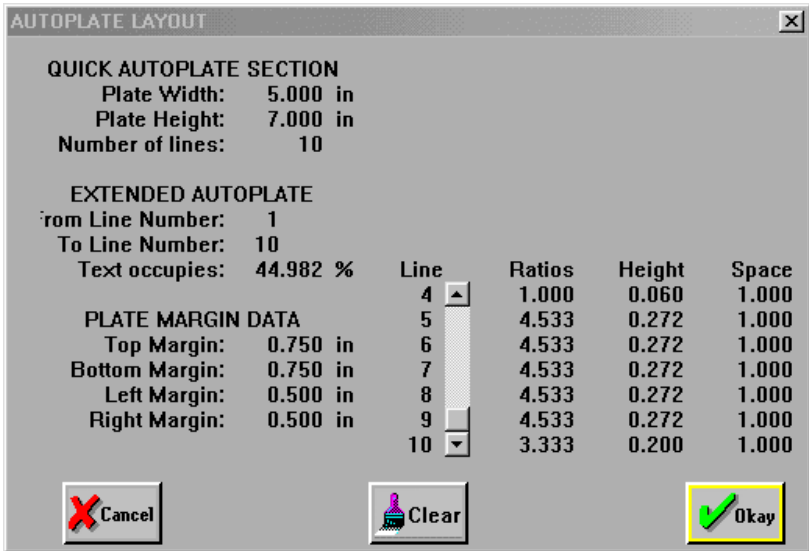 AUTOPLATE LAYOUT
QUICK AUTOPLATE SECTION
Plate Width: 5.000 in
Plate Height: 7.000 in
Number of lines: 10
EXTENDED AUTOPLATE
From Line Number: 1
To Line Number: 10
Text occupies: 44.982 %
PLATE MARGIN DATA
Top Margin: 0.750 in
Bottom Margin: 0.750 in
Left Margin: 0.500 in
Right Margin: 0.500 in
Line Ratios Height Space
4 1.000 0.060 1.000
5 4.533 0.272 1.000
6 4.533 0.272 1.000
7 4.533 0.272 1.000
8 4.533 0.272 1.000
9 4.533 0.272 1.000
10 3.333 0.200 1.000
Cancel
Clear
Okay